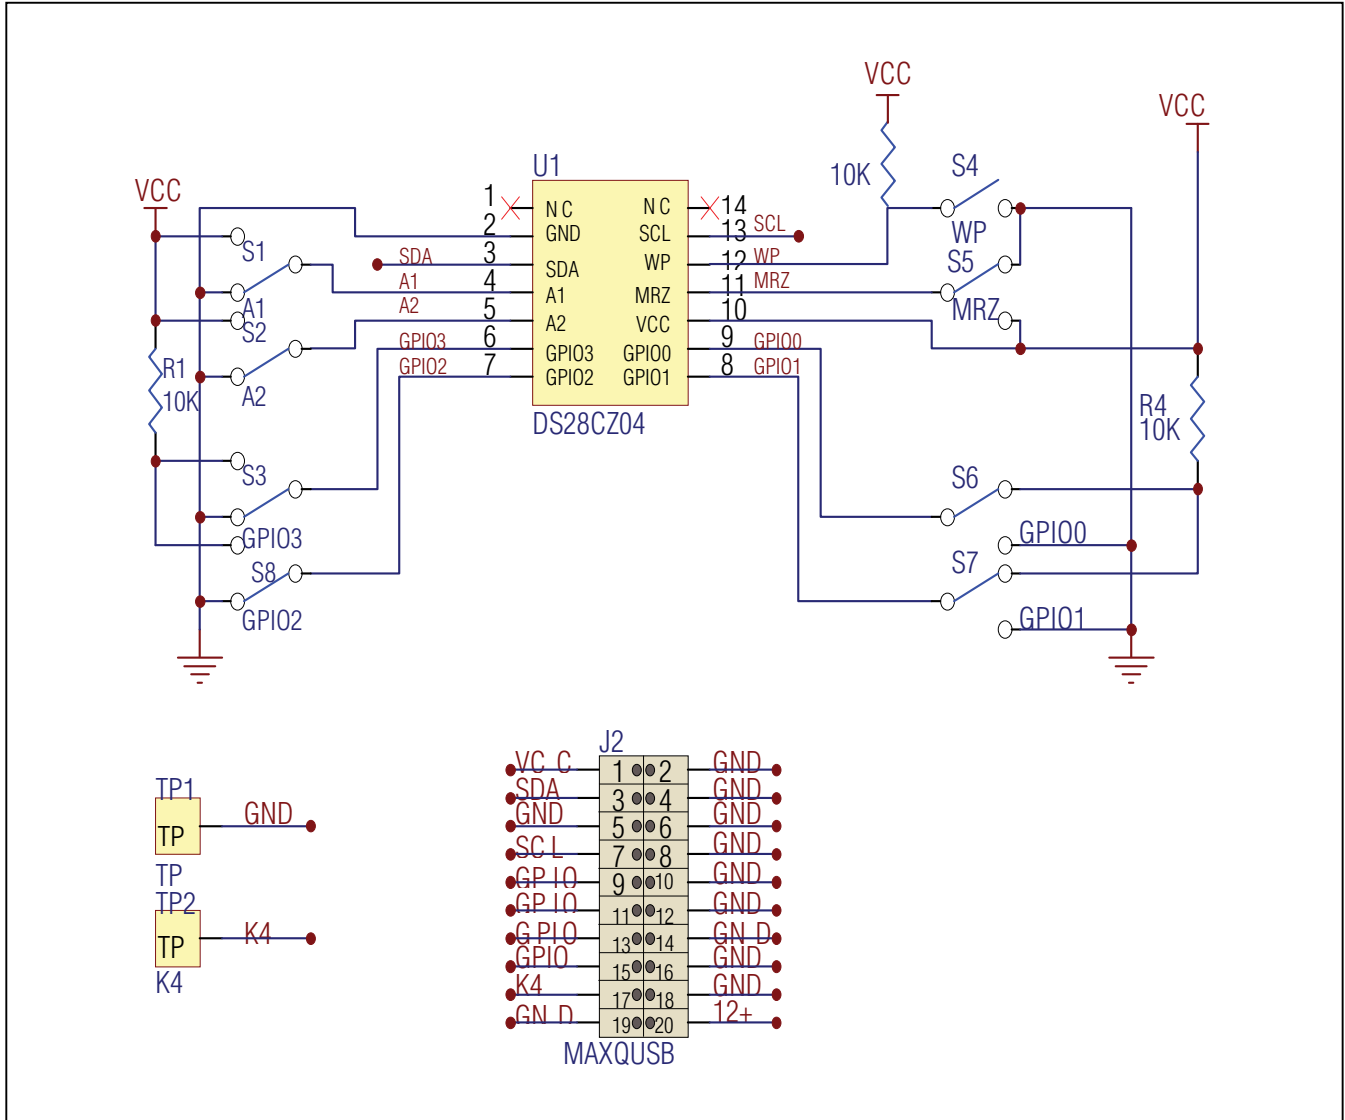 VCC
VCC
U1
10K
S4
VCC
1
NC
NC
14
2
GND
SCL
13
SCL
WP
S1
SDA
3
SDA
WP
12
WP
S5
A1
4
A1
MRZ
11
MRZ
A1
A2
5
A2
VCC
10
MRZ
S2
GPIO3
6
GPIO3
GPIO0
9
GPIO0
R1
GPIO2
7
GPIO2
GPIO1
8
GPIO1
10K
A2
DS28CZ04
R4
10K
S3
S6
GPIO3
GPIO0
S8
S7
GPIO2
GPIO1
J2
VC C
1
2
GND
TP1
SDA
3
4
GND
GND
GND
5
6
GND
TP
SC L
7
8
GND
TP
GP IO
9
10
GND
TP2
GP IO
11
12
GND
TP
K4
G PIO
13
14
GN D
GPIO
15
16
GND
K4
K4
17
18
GND
GN D
19
20
12+
MAXQUSB